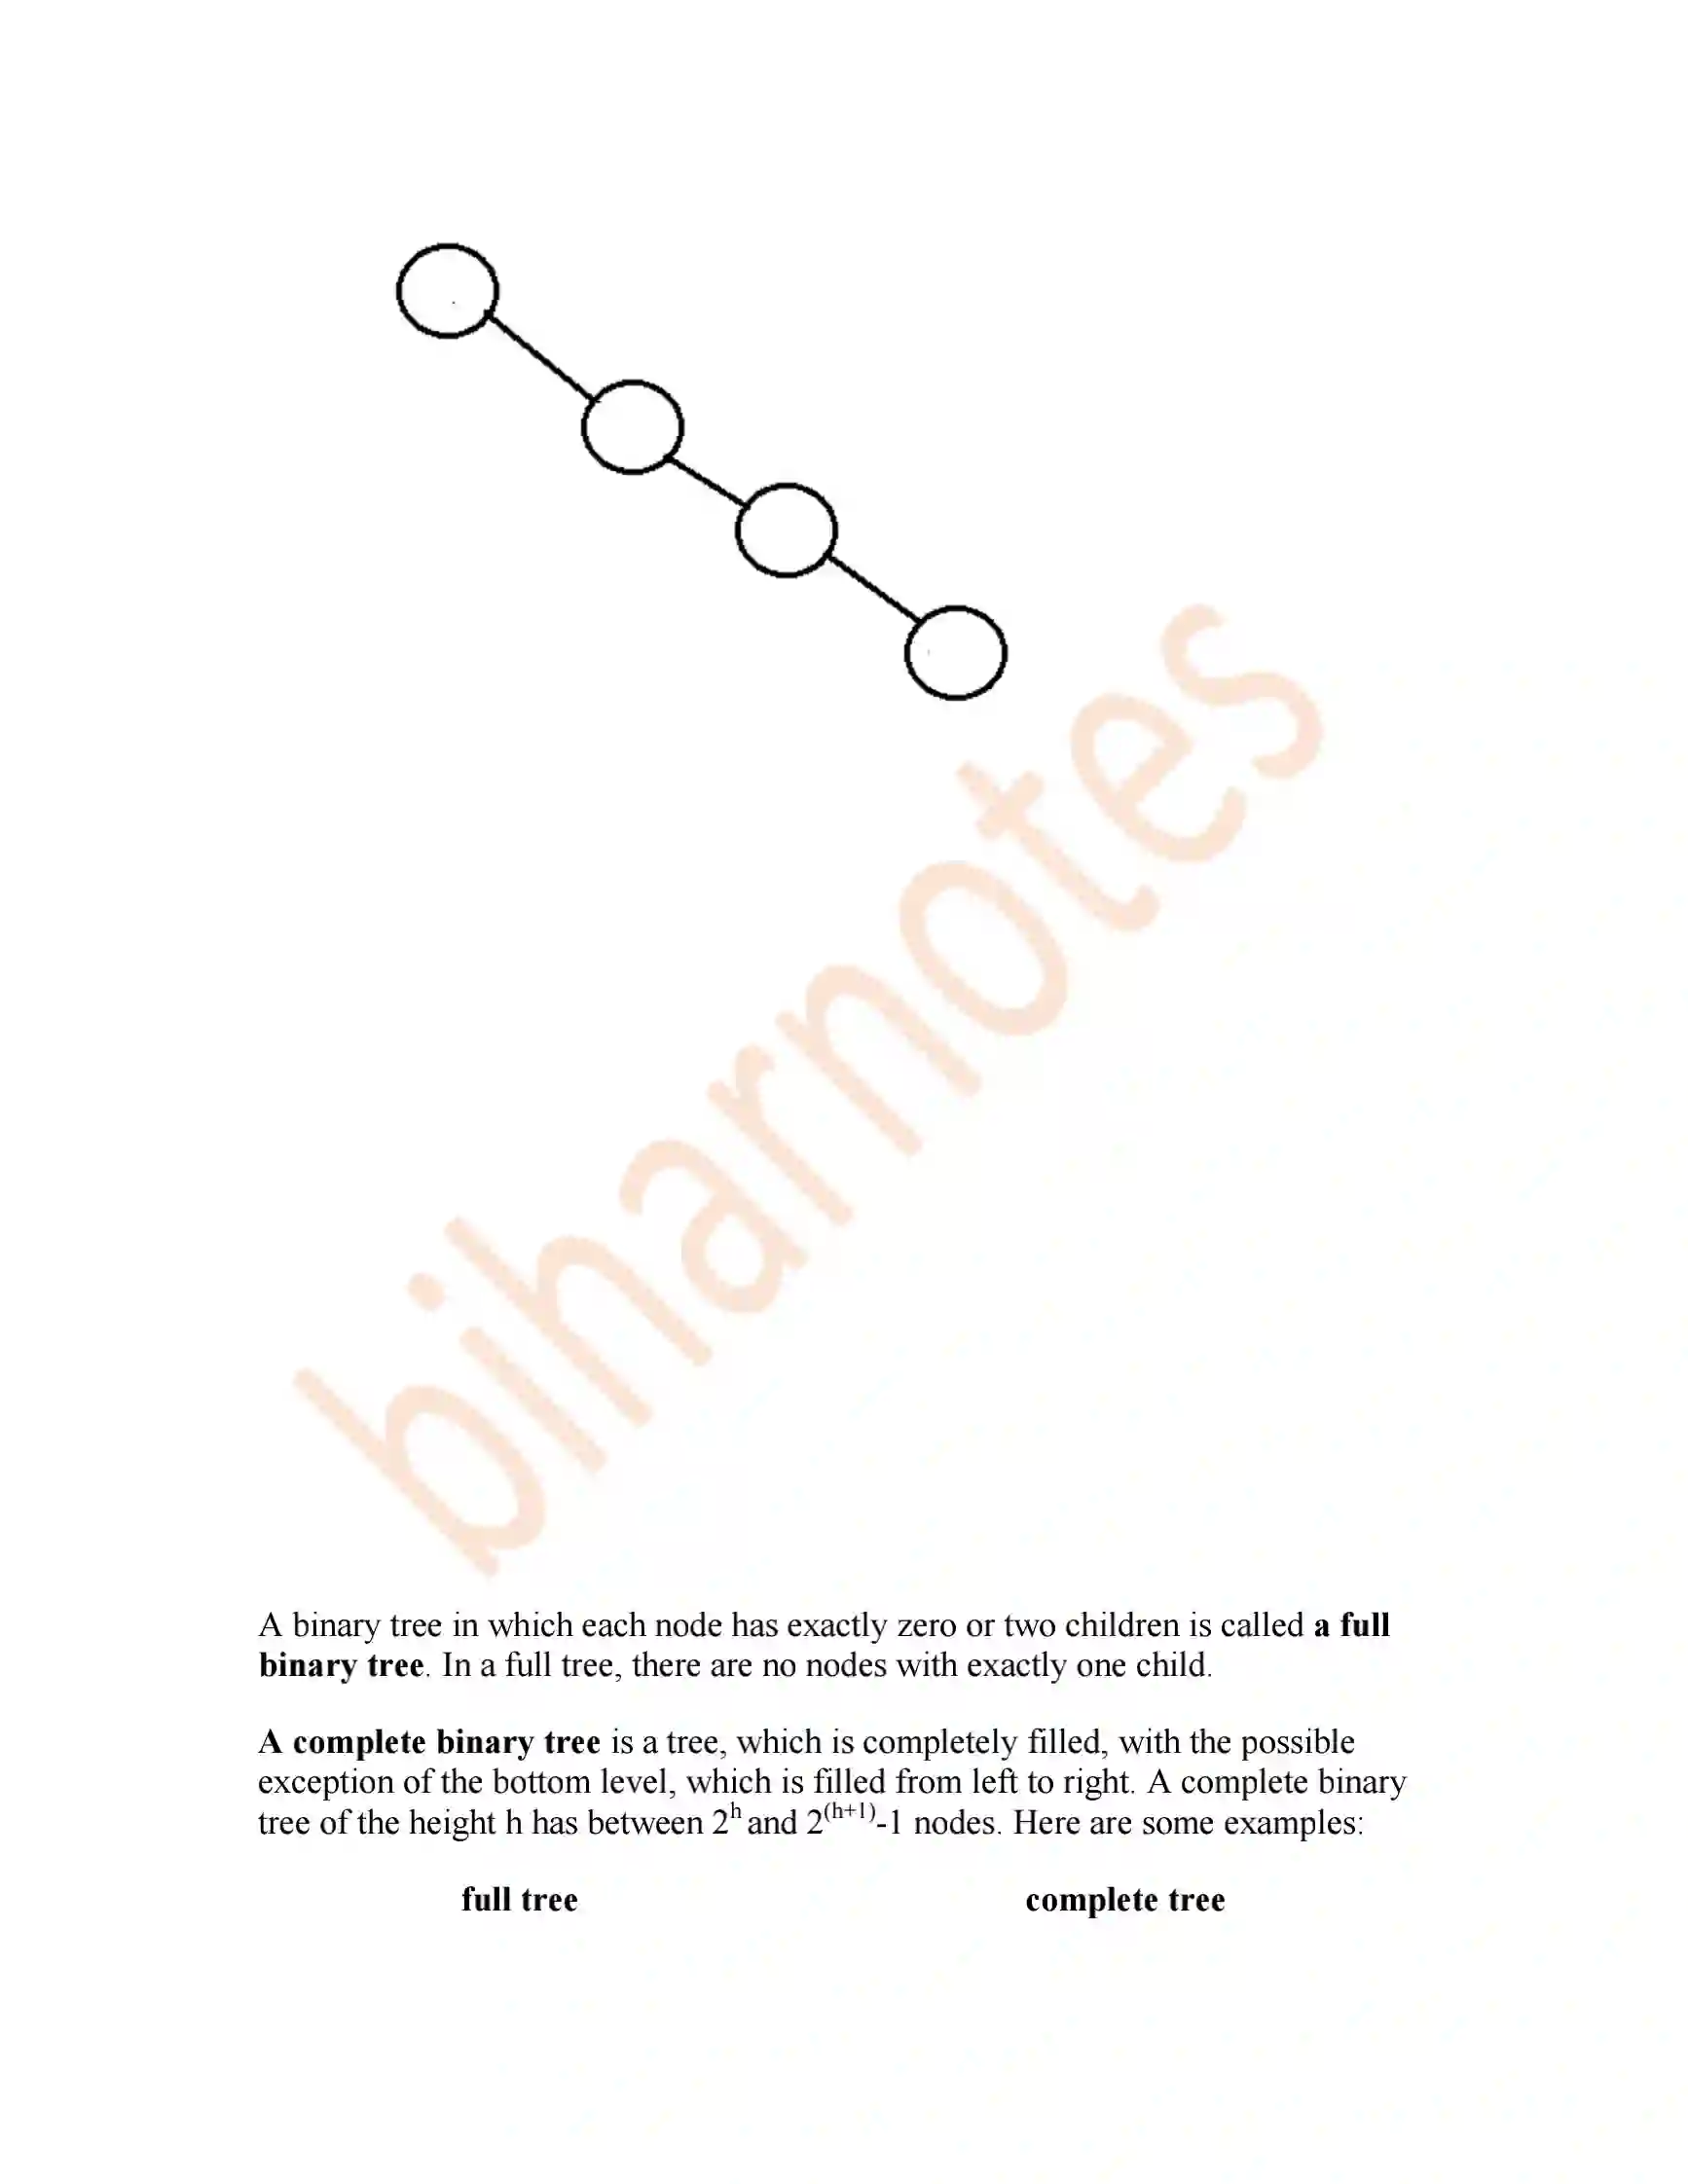 biharnotes
A binary tree in which each node has exactly zero or two children is called a full
binary tree. In a full tree, there are no nodes with exactly one child.
A complete binary tree is a tree, which is completely filled, with the possible
exception of the bottom level, which is filled from left to right. A complete binary
tree of the height h has between 2^h and 2^(h+1)-1 nodes. Here are some examples:
full tree complete tree